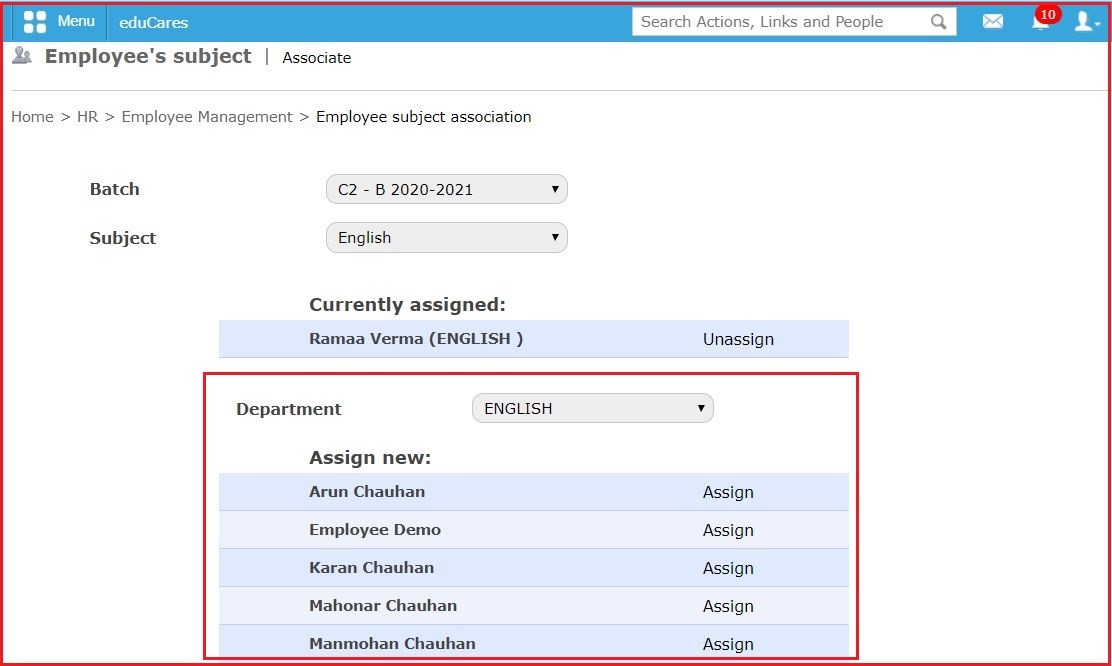 Menu eduCares Search Actions, Links and People 10
Employee's subject | Associate
Home > HR > Employee Management > Employee subject association
Batch C2 - B 2020-2021
Subject English
Currently assigned:
Ramaa Verma (ENGLISH ) Unassign
Department ENGLISH
Assign new:
Arun Chauhan Assign
Employee Demo Assign
Karan Chauhan Assign
Mahonar Chauhan Assign
Manmohan Chauhan Assign